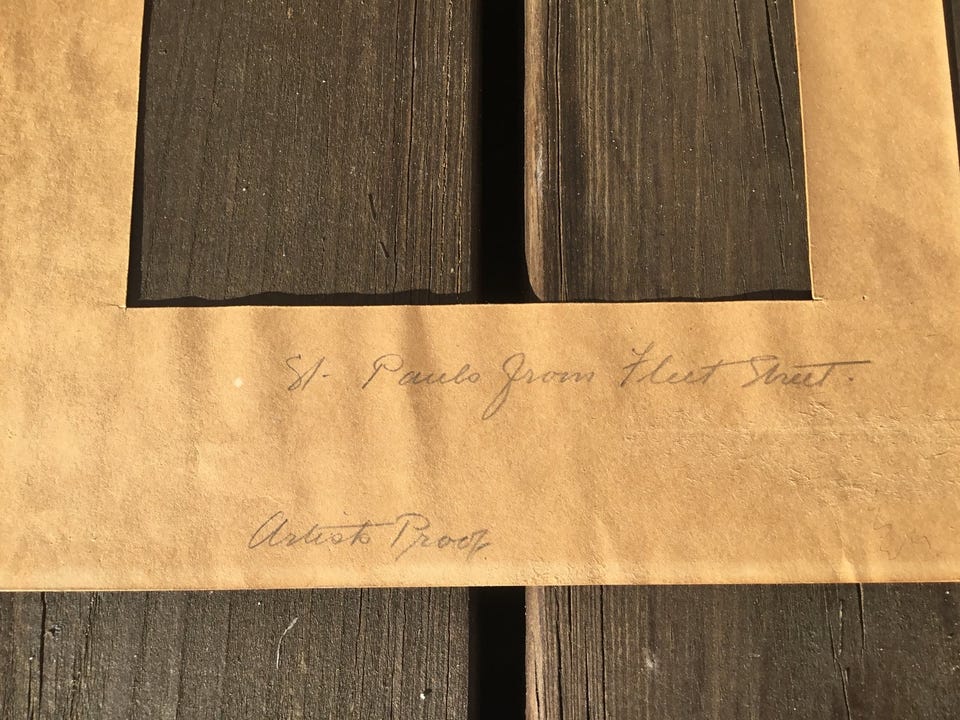 St. Pauls from Fleet Street.
Artists Proof